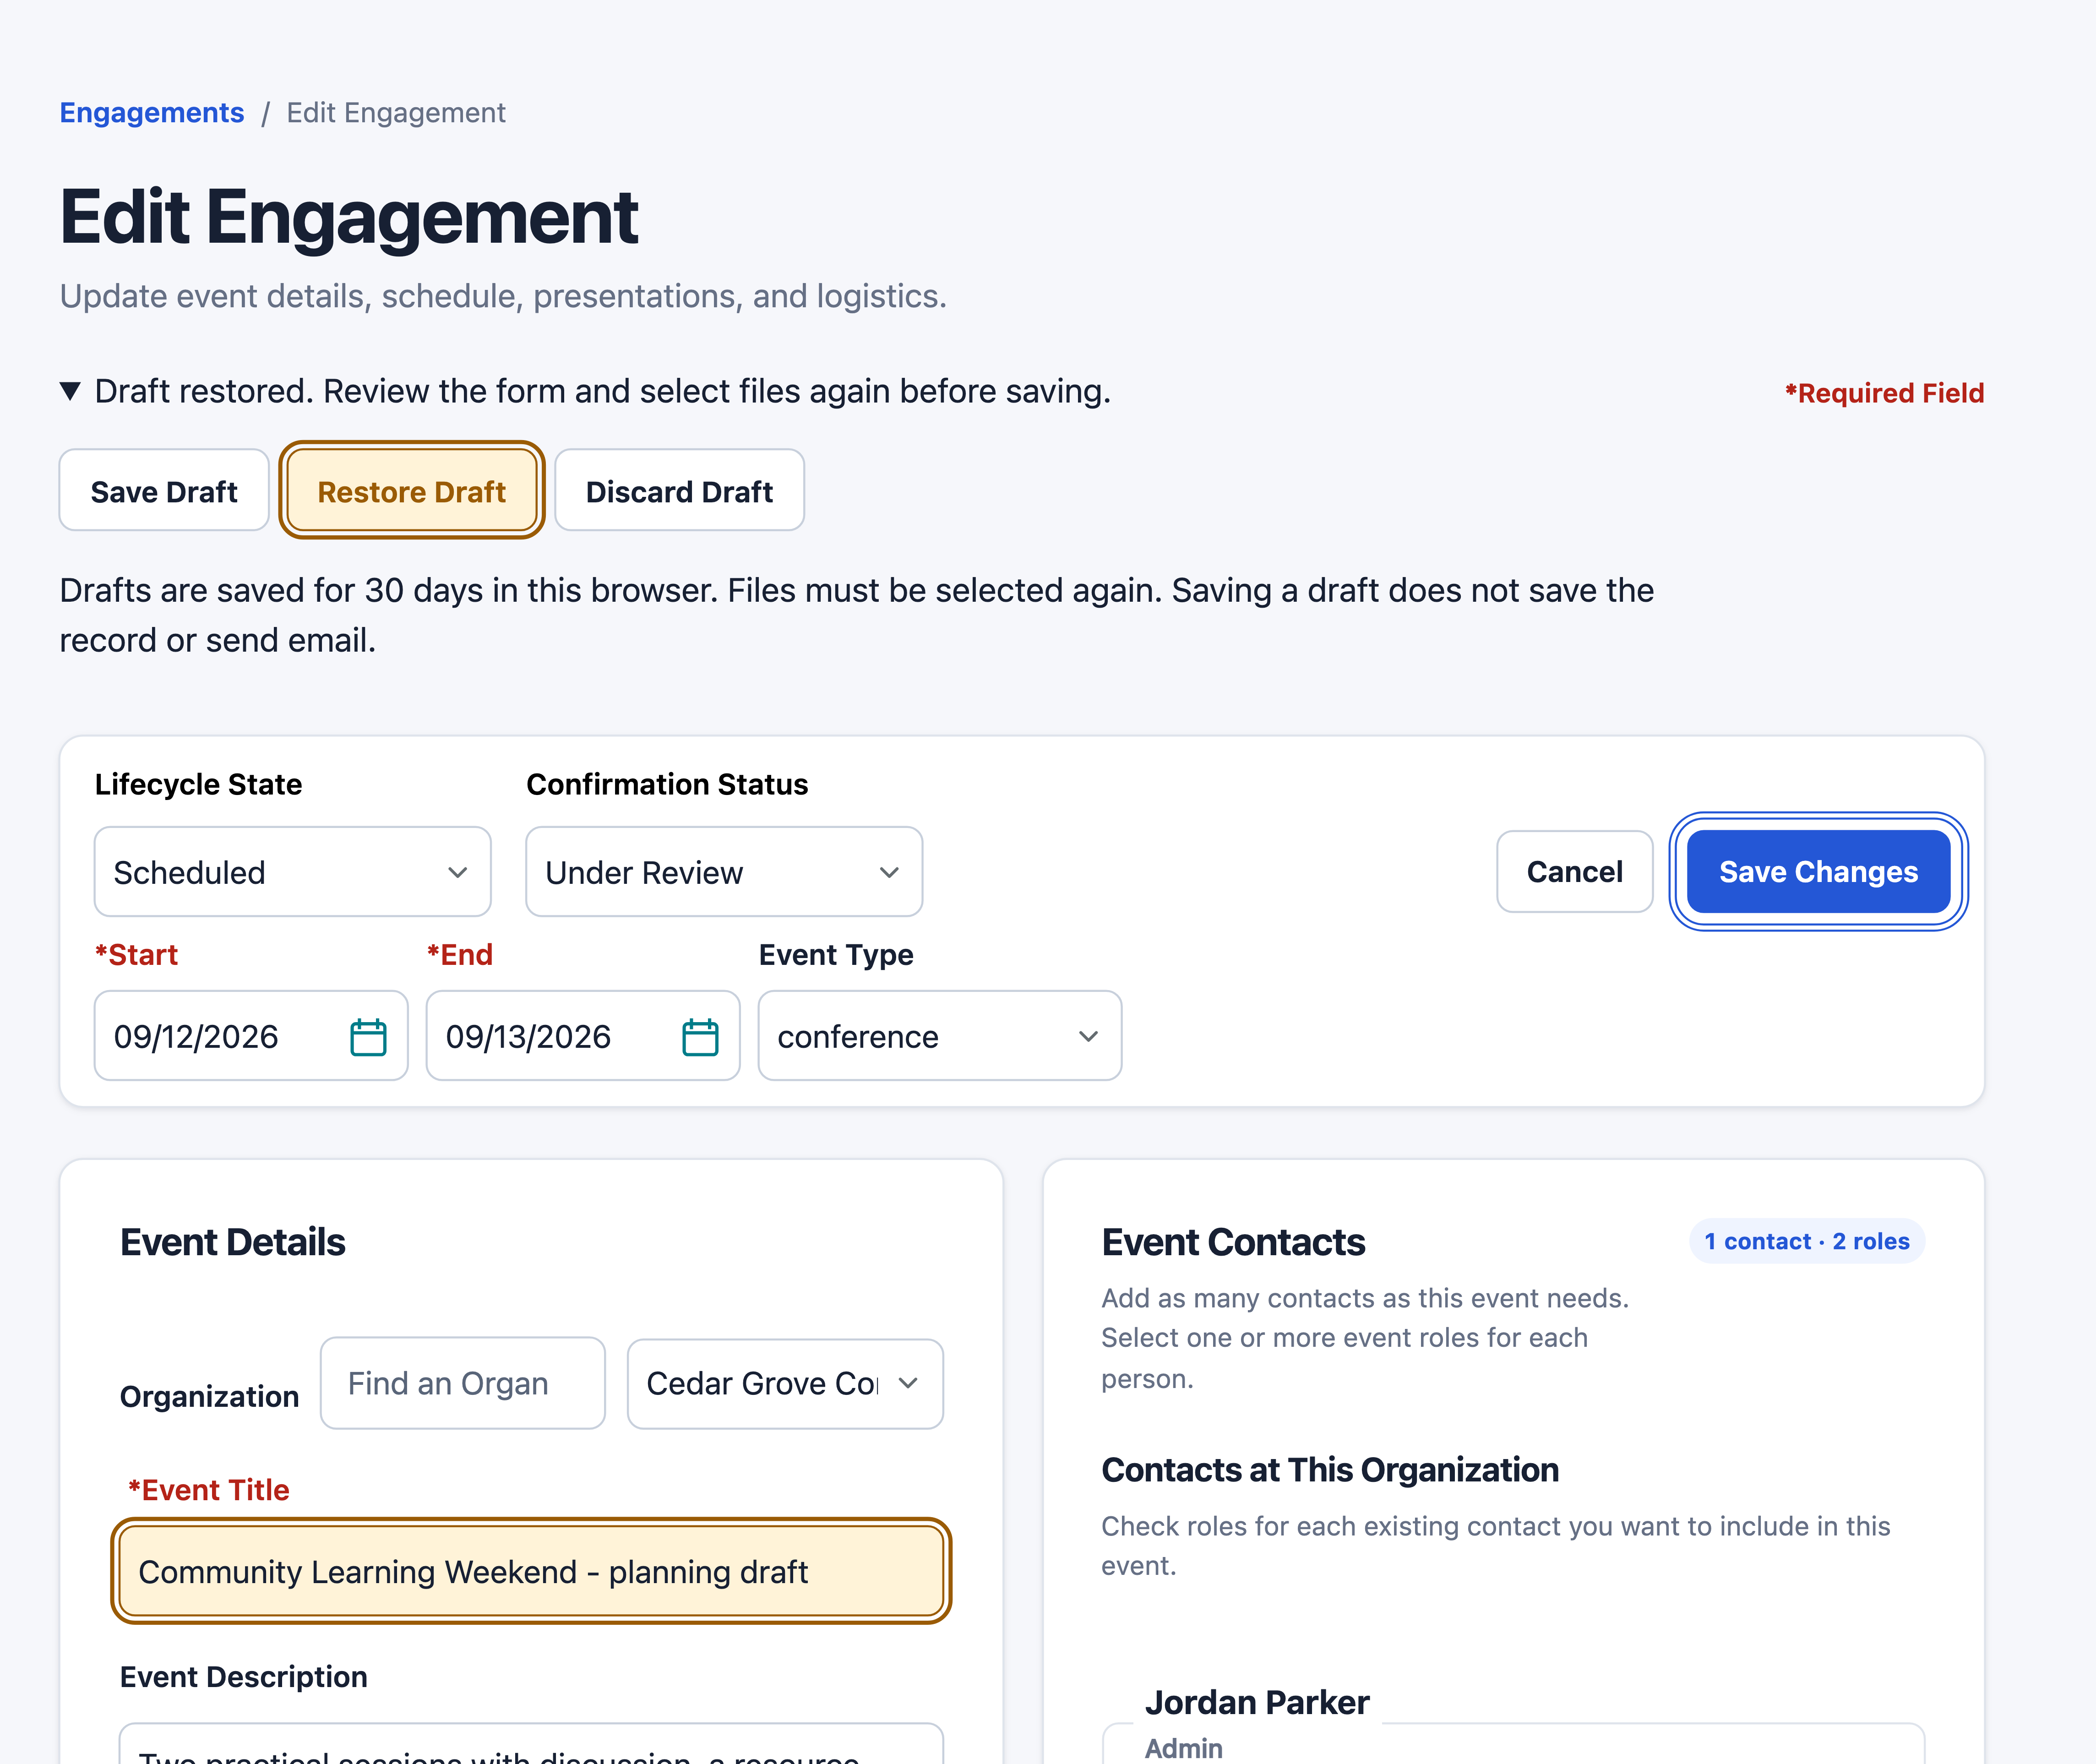 Engagements / Edit Engagement
Edit Engagement
Update event details, schedule, presentations, and logistics.
▼ Draft restored. Review the form and select files again before saving.
*Required Field
Save Draft
Restore Draft
Discard Draft
Drafts are saved for 30 days in this browser. Files must be selected again. Saving a draft does not save the
record or send email.
Lifecycle State
Confirmation Status
Scheduled
Under Review
Cancel
Save Changes
*Start
*End
Event Type
09/12/2026
09/13/2026
conference
Event Details
Organization
Find an Organ
Cedar Grove Co
*Event Title
Community Learning Weekend - planning draft
Event Description
Two practical sessions with discussion, a resource
Event Contacts
1 contact · 2 roles
Add as many contacts as this event needs.
Select one or more event roles for each
person.
Contacts at This Organization
Check roles for each existing contact you want to include in this
event.
Jordan Parker
Admin